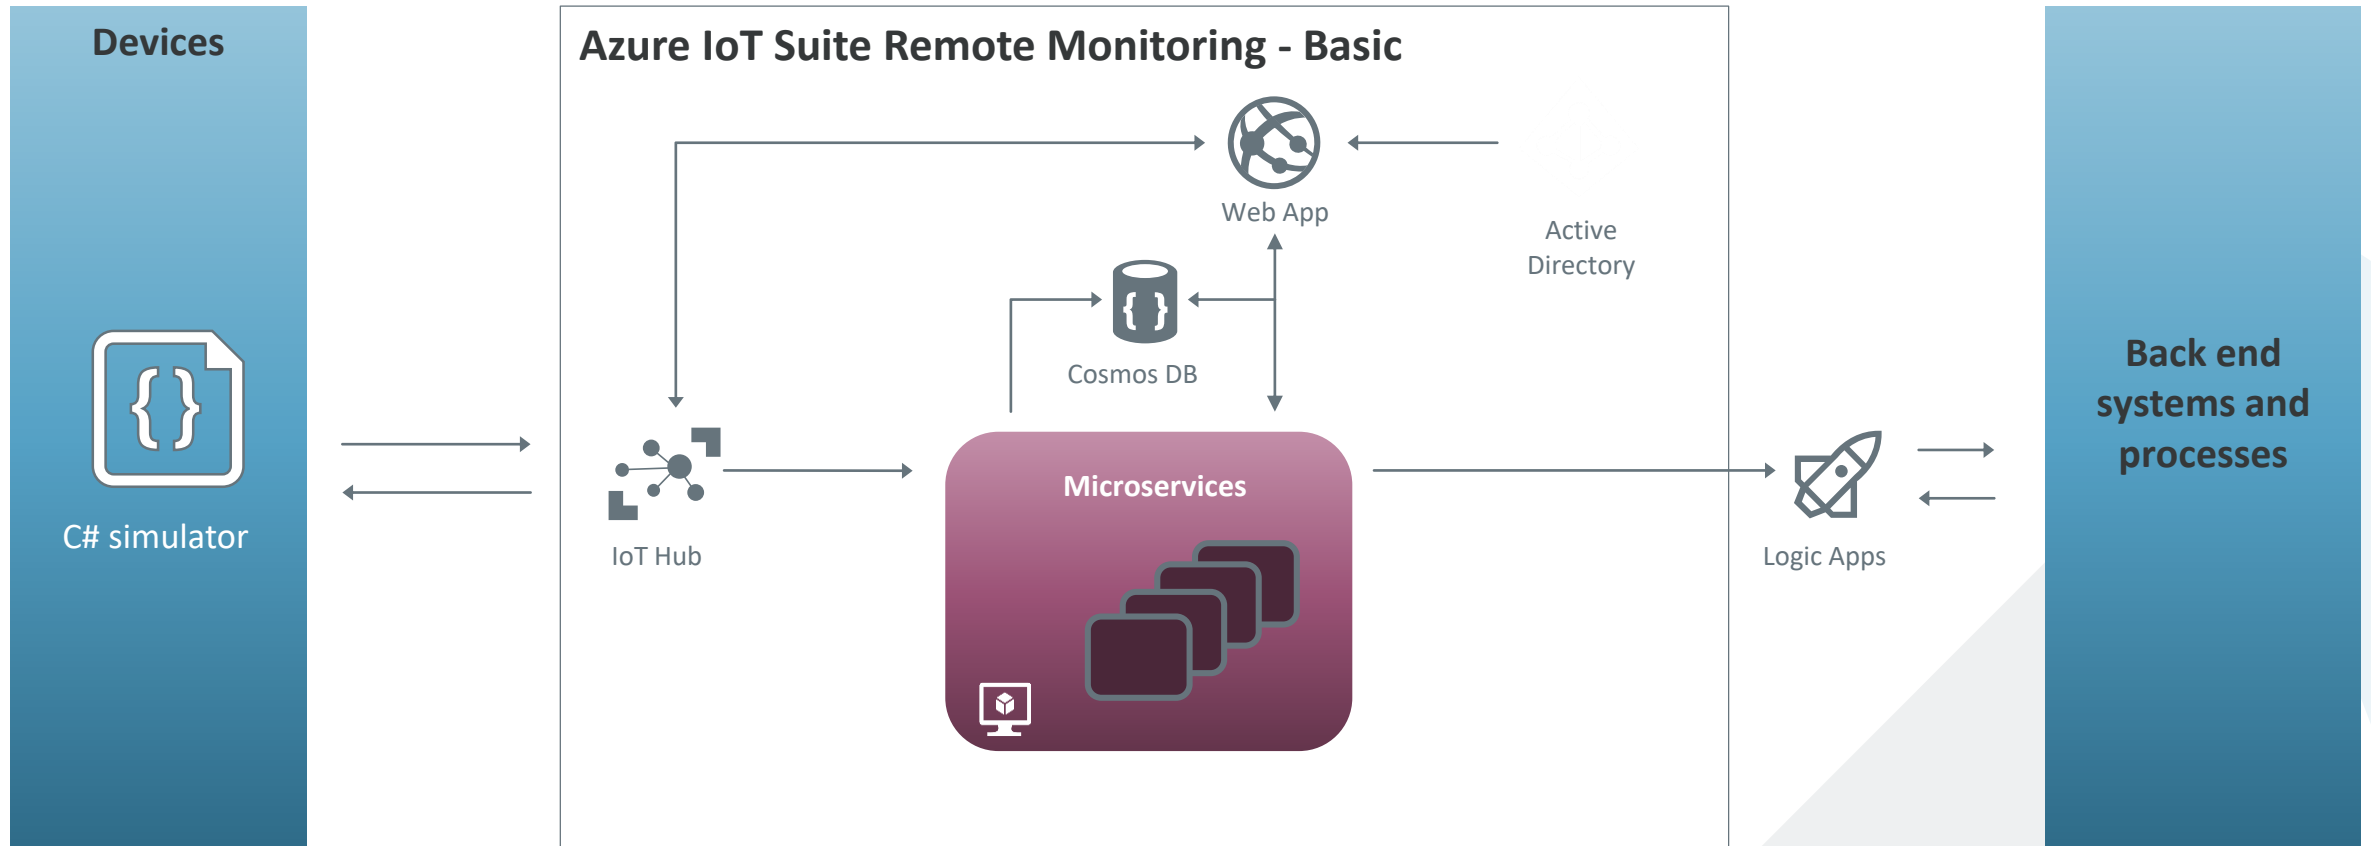 Devices
Azure IoT Suite Remote Monitoring - Basic
Web App
Active
Directory
Cosmos DB
Back end
systems and
processes
{ }
C# simulator
IoT Hub
Microservices
Logic Apps